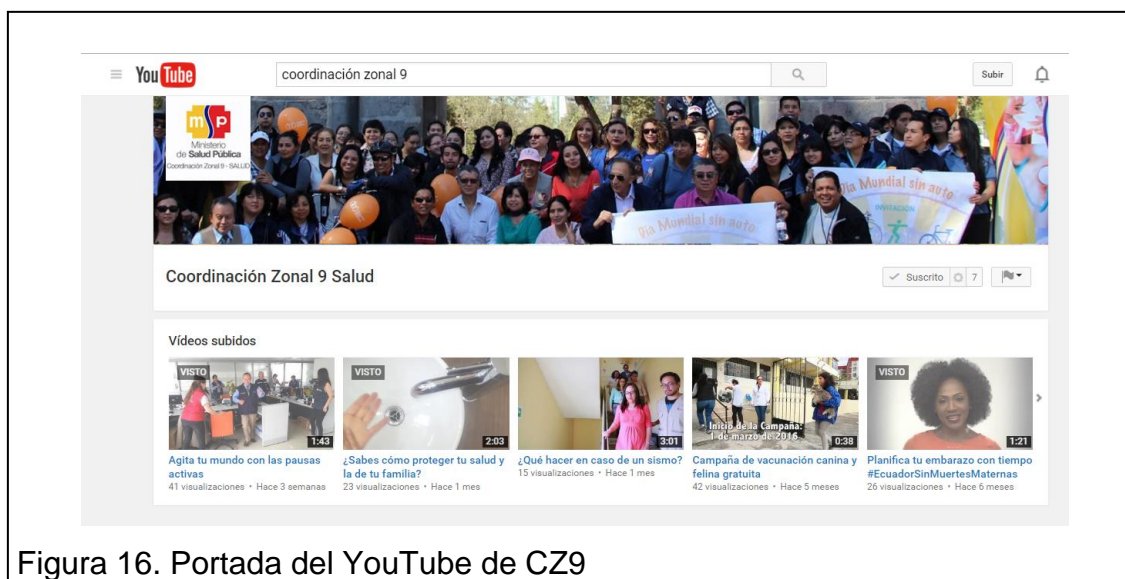 You Tube
coordinación zonal 9
Subir
msp
Ministerio
de Salud Pública
Coordinación Zonal 9 - SALUD
Día Mundial sin auto
Día Mundial sin auto
INVITACIÓN
Coordinación Zonal 9 Salud
Suscrito 7
Vídeos subidos
VISTO
1:43
VISTO
2:03
3:01
Inicio de la Campaña:
1 de marzo de 2016
0:38
VISTO
1:21
Agita tu mundo con las pausas
activas
41 visualizaciones • Hace 3 semanas
¿Sabes cómo proteger tu salud y
la de tu familia?
23 visualizaciones • Hace 1 mes
¿Qué hacer en caso de un sismo?
15 visualizaciones • Hace 1 mes
Campaña de vacunación canina y
felina gratuita
42 visualizaciones • Hace 5 meses
Planifica tu embarazo con tiempo
#EcuadorSinMuertesMaternas
26 visualizaciones • Hace 6 meses
Figura 16. Portada del YouTube de CZ9